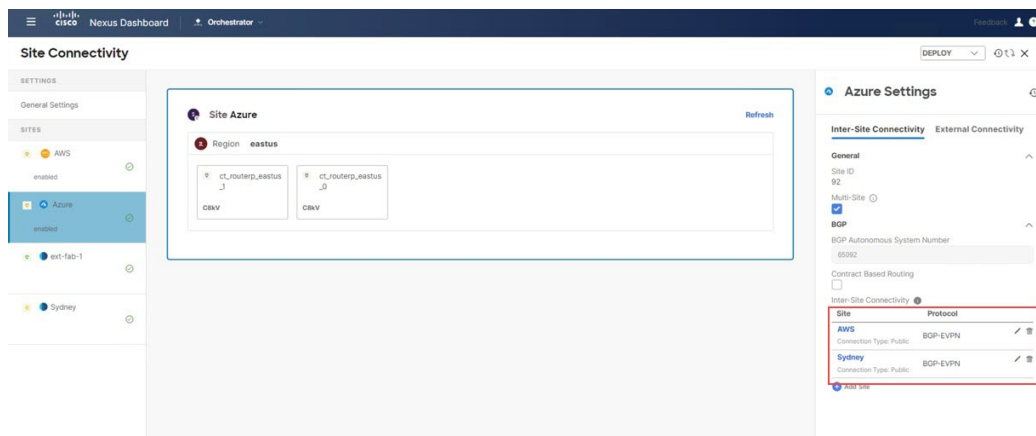 CISCO Nexus Dashboard Orchestrator Feedback
Site Connectivity
DEPLOY
SETTINGS
General Settings
SITES
AWS
enabled
Azure
enabled
ext-fab-1
Sydney
Site Azure Refresh
R Region eastus
ct_routerp_eastus
_1
C8kV
ct_routerp_eastus
_0
C8kV
Azure Settings
Inter-Site Connectivity External Connectivity
General
Site ID
92
Multi-Site
BGP
BGP Autonomous System Number
65092
Contract Based Routing
Inter-Site Connectivity
Site Protocol
AWS
Connection Type: Public BGP-EVPN
Sydney
Connection Type: Public BGP-EVPN
Add Site